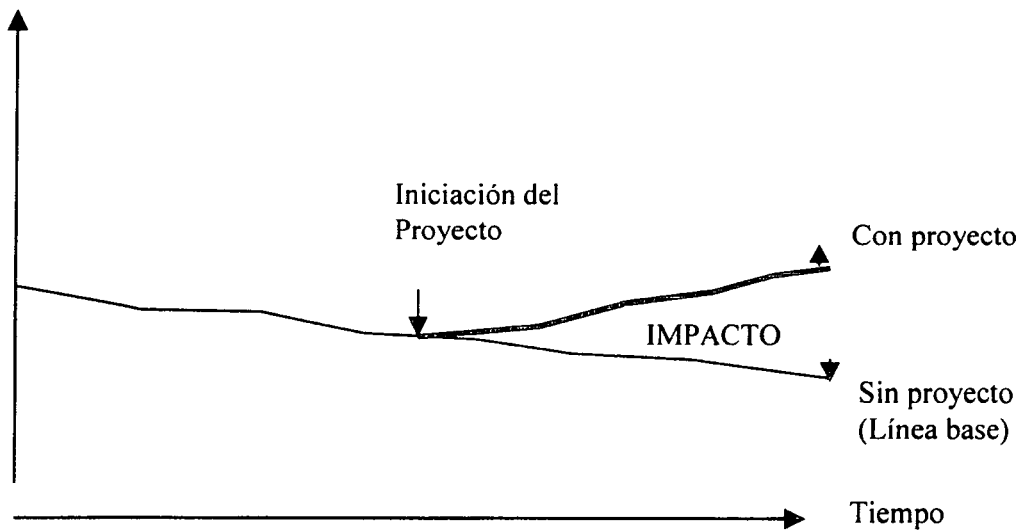 Iniciación del
Proyecto
Con proyecto
IMPACTO
Sin proyecto
(Línea base)
Tiempo